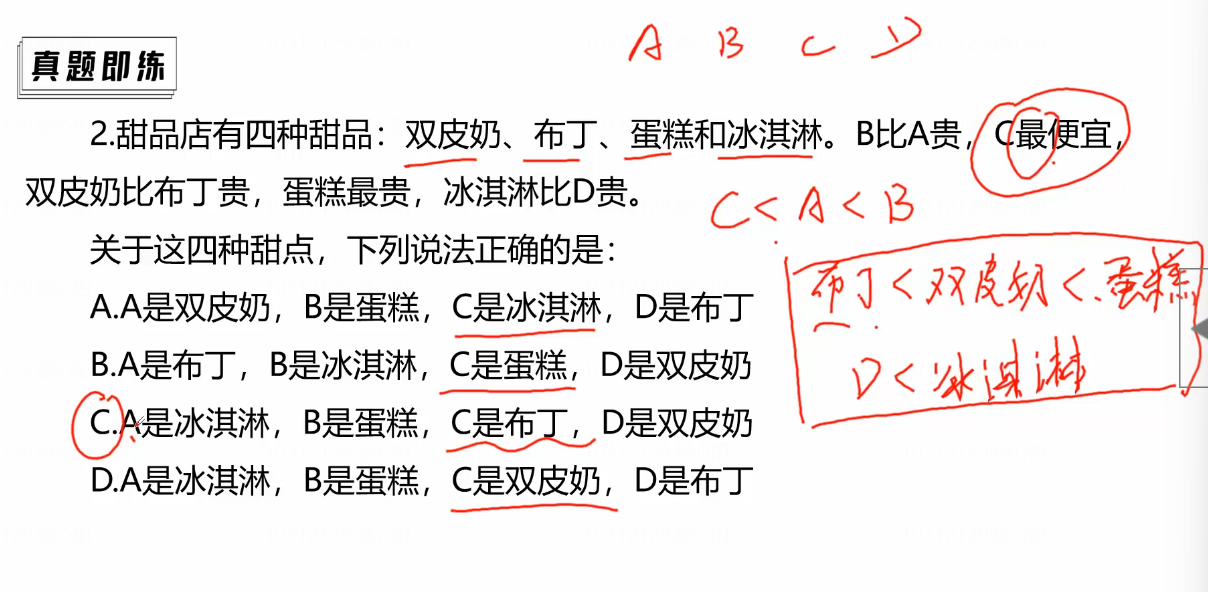 A B C D
真题即练
2.甜品店有四种甜品：双皮奶、布丁、蛋糕和冰淇淋。B比A贵，C最便宜，
双皮奶比布丁贵，蛋糕最贵，冰淇淋比D贵。
C<A<B
关于这四种甜点，下列说法正确的是：
布丁<双皮奶<蛋糕
A.A是双皮奶，B是蛋糕，C是冰淇淋，D是布丁
B.A是布丁，B是冰淇淋，C是蛋糕，D是双皮奶
D<冰淇淋
C.A是冰淇淋，B是蛋糕，C是布丁，D是双皮奶
D.A是冰淇淋，B是蛋糕，C是双皮奶，D是布丁